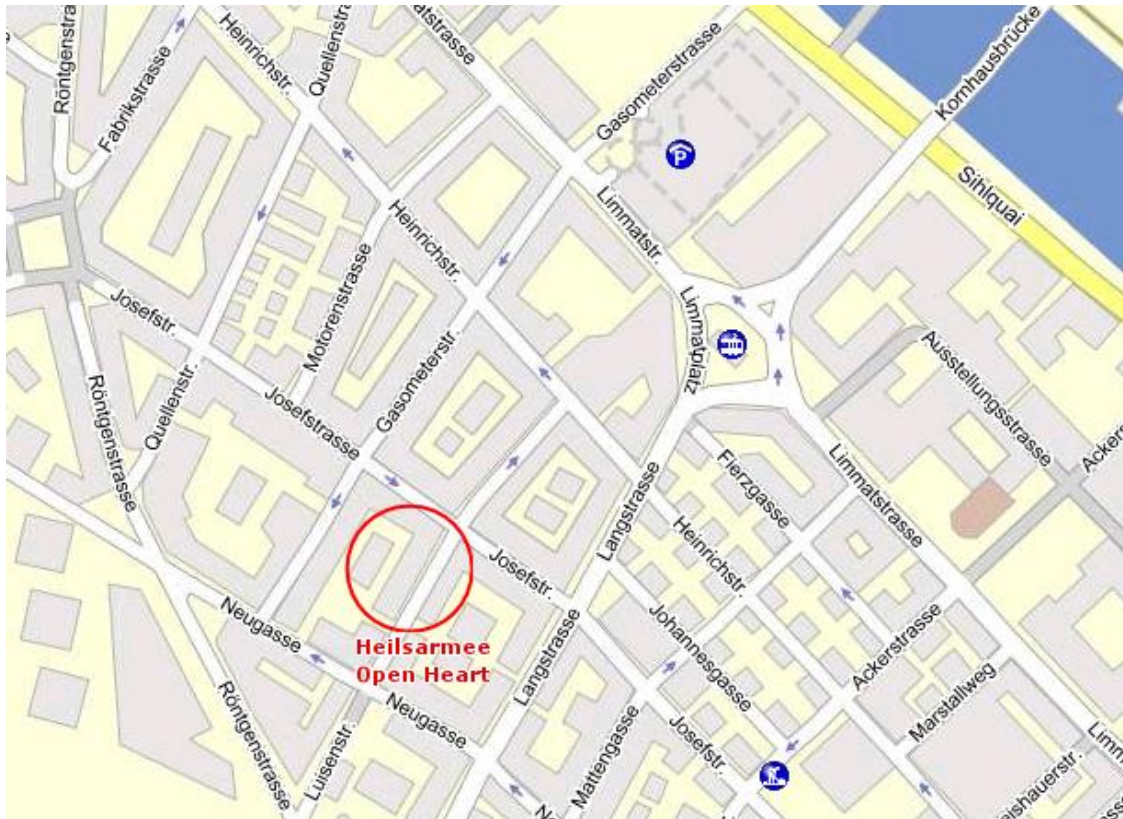 Röntgenstr
Fabrikstrasse
Heinrichstr.
Quellenstr
Gasometerstrasse
Kornhausbrücke
P
Sihlquai
Limmatstr.
Heinrichstr.
Motorenstrasse
Josefstr.
Limmatplatz
Gasometerstr.
Ausstellungsstrasse
Quellenstr.
Röntgenstrasse
Josefstrasse
Fierzgasse
Limmatstrasse
Langstrasse
Heinrichstr.
Josefstr.
Johannesgasse
Ackerstrasse
Neugasse
Heilsarmee
Open Heart
Langstrasse
Marstallweg
Röntgenstrasse
Luisenstr.
Neugasse
Mattengasse
Josefstr.